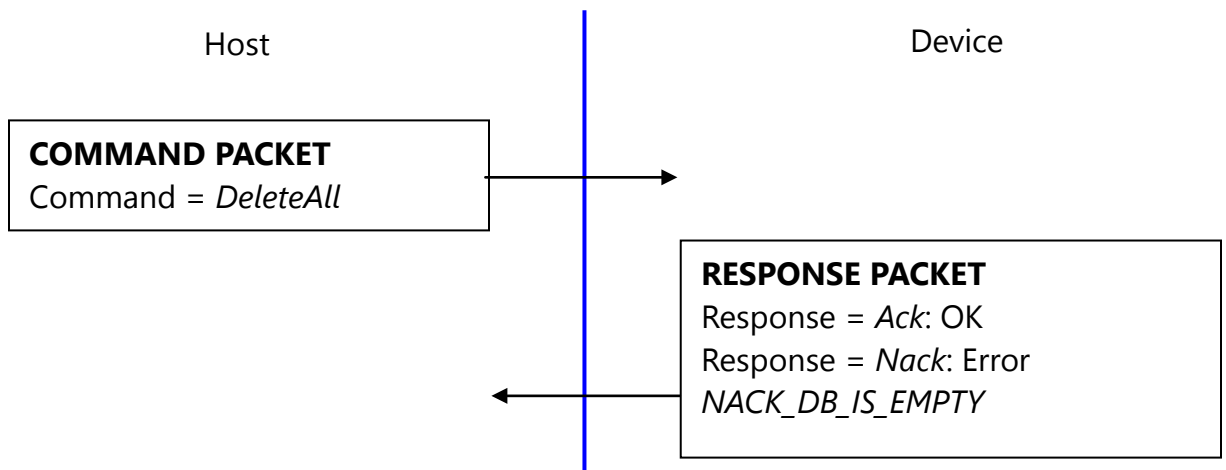 Host
Device
COMMAND PACKET
Command = DeleteAll
RESPONSE PACKET
Response = Ack: OK
Response = Nack: Error
NACK_DB_IS_EMPTY